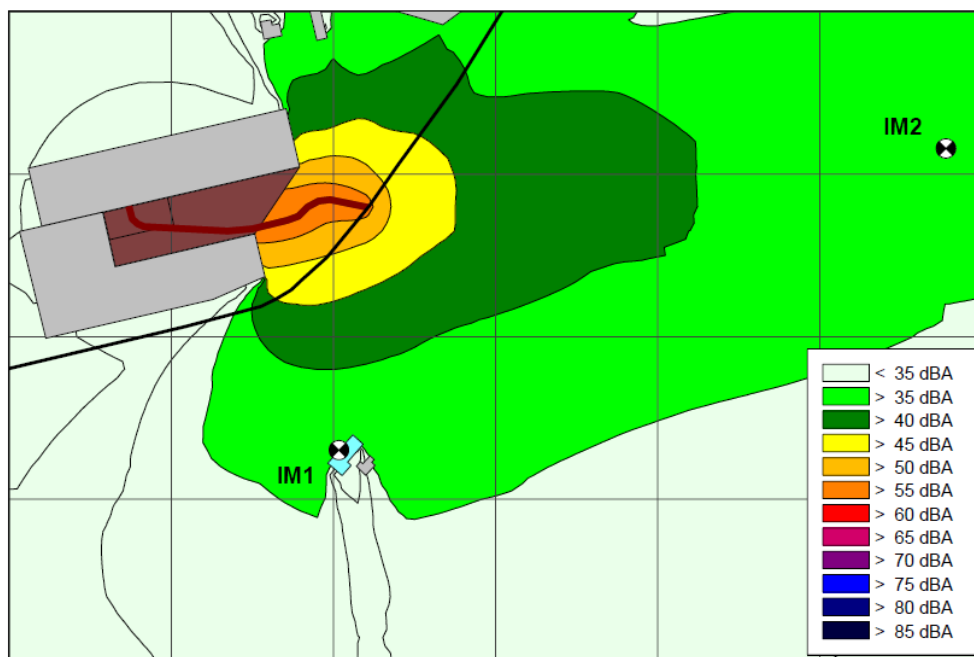 IM2
IM1
< 35 dBA
> 35 dBA
> 40 dBA
> 45 dBA
> 50 dBA
> 55 dBA
> 60 dBA
> 65 dBA
> 70 dBA
> 75 dBA
> 80 dBA
> 85 dBA